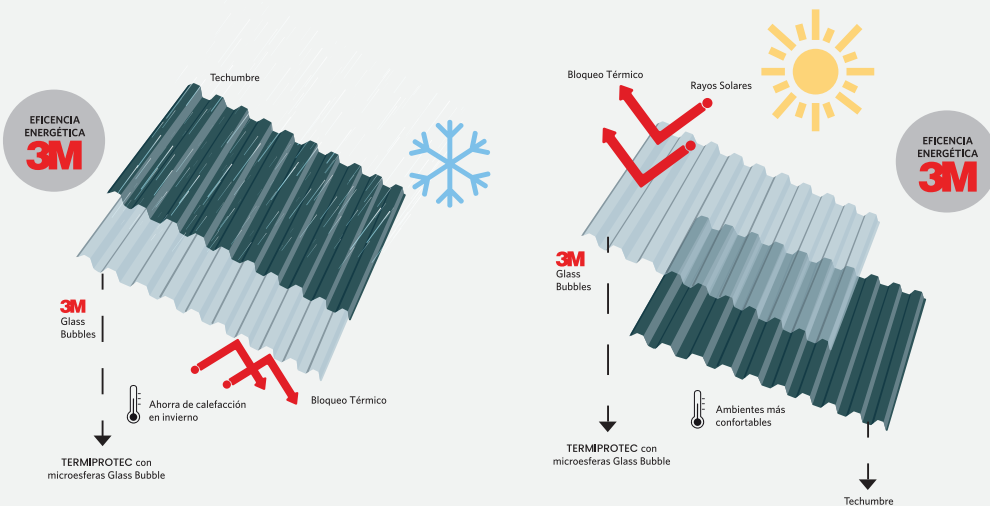 Techumbre
EFICENCIA
ENERGÉTICA
3M
3M
Glass
Bubbles
Ahorra de calefacción
en invierno
Bloqueo Térmico
TERMIPROTEC con
microesferas Glass Bubble
Bloqueo Térmico
Rayos Solares
EFICENCIA
ENERGÉTICA
3M
3M
Glass
Bubbles
Ambientes más
confortables
TERMIPROTEC con
microesferas Glass Bubble
Techumbre